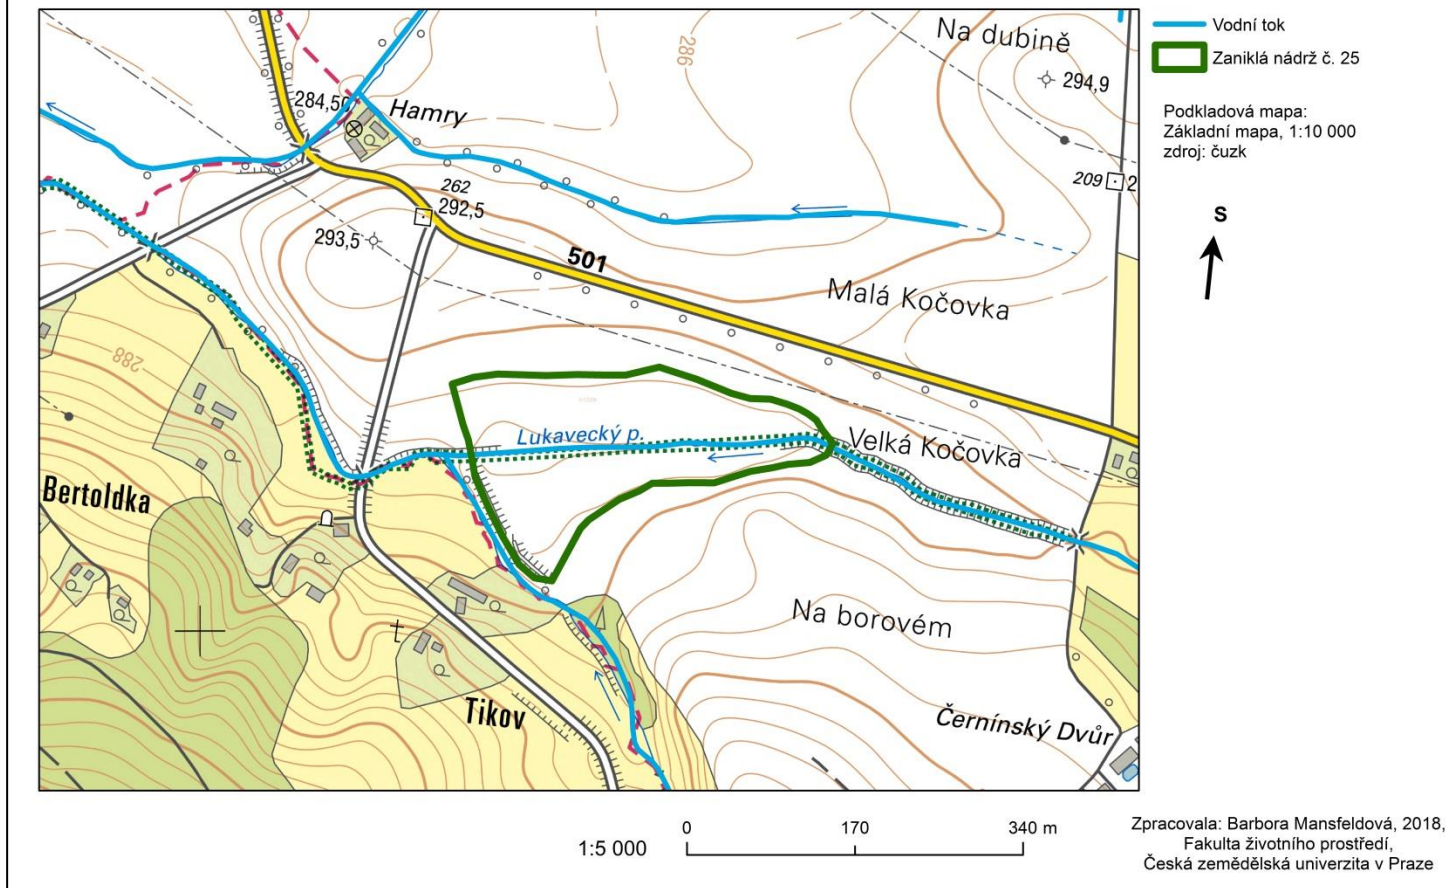 Na dubině
294,9
286
284,50
Hamry
262
292,5
293,5
209
2
501
Malá Kočovka
288
Lukavecký p.
Velká Kočovka
Bertoldka
Na borovém
Tikov
Černínský Dvůr
Vodní tok
Zaniklá nádrž č. 25
Podkladová mapa:
Základní mapa, 1:10 000
zdroj: čuzk
S
1:5 000
0 170 340 m
Zpracovala: Barbora Mansfeldová, 2018,
Fakulta životního prostředí,
Česká zemědělská univerzita v Praze